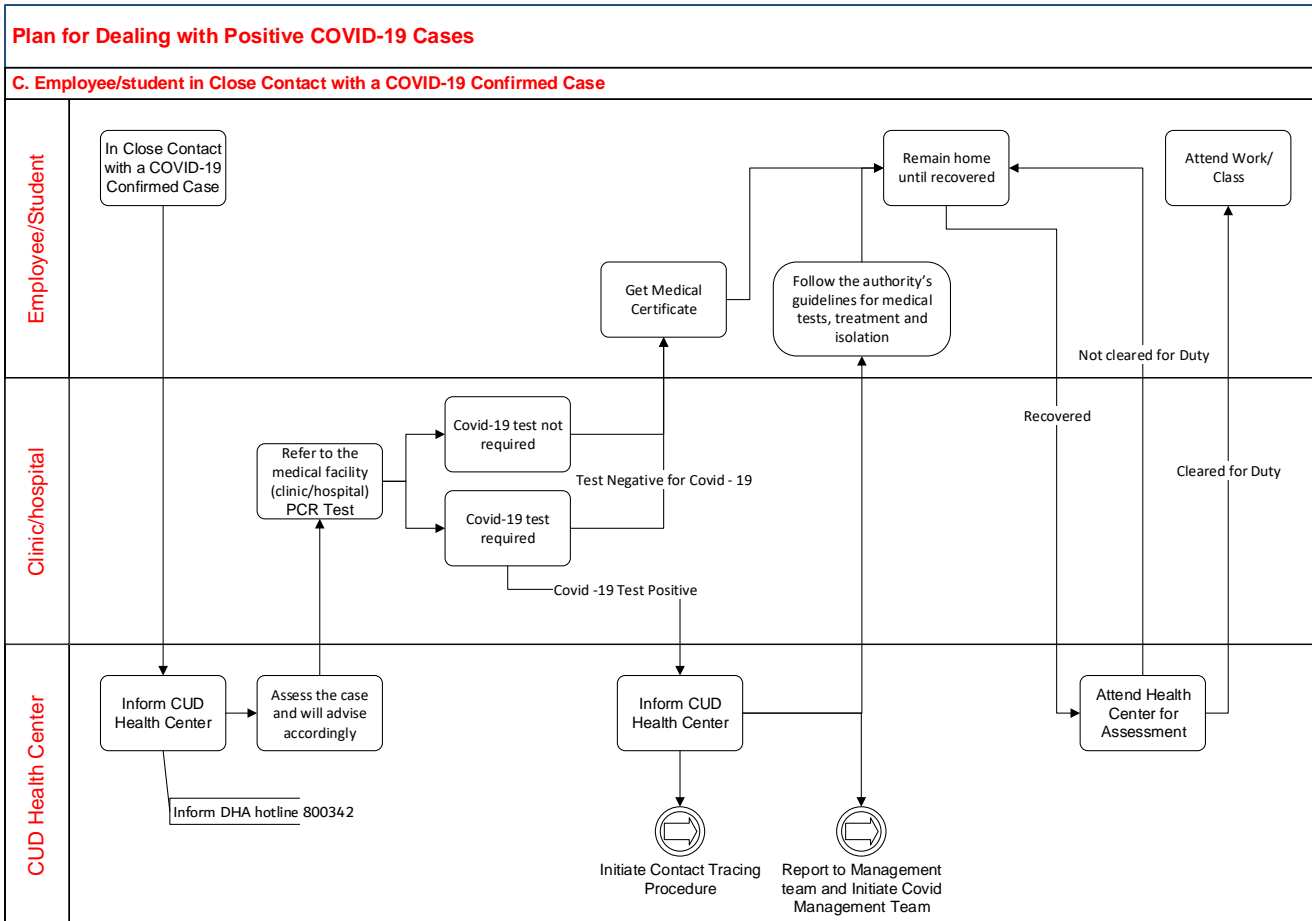 Plan for Dealing with Positive COVID-19 Cases
C. Employee/student in Close Contact with a COVID-19 Confirmed Case
Employee/Student
In Close Contact
with a COVID-19
Confirmed Case
Remain home
until recovered
Attend Work/
Class
Get Medical
Certificate
Follow the authority's
guidelines for medical
tests, treatment and
isolation
Not cleared for Duty
Clinic/hospital
Refer to the
medical facility
(clinic/hospital)
PCR Test
Covid-19 test not
required
Test Negative for Covid - 19
Covid-19 test
required
Covid -19 Test Positive
Recovered
Cleared for Duty
CUD Health Center
Inform CUD
Health Center
Assess the case
and will advise
accordingly
Inform DHA hotline 800342
Inform CUD
Health Center
Attend Health
Center for
Assessment
Initiate Contact Tracing
Procedure
Report to Management
team and Initiate Covid
Management Team